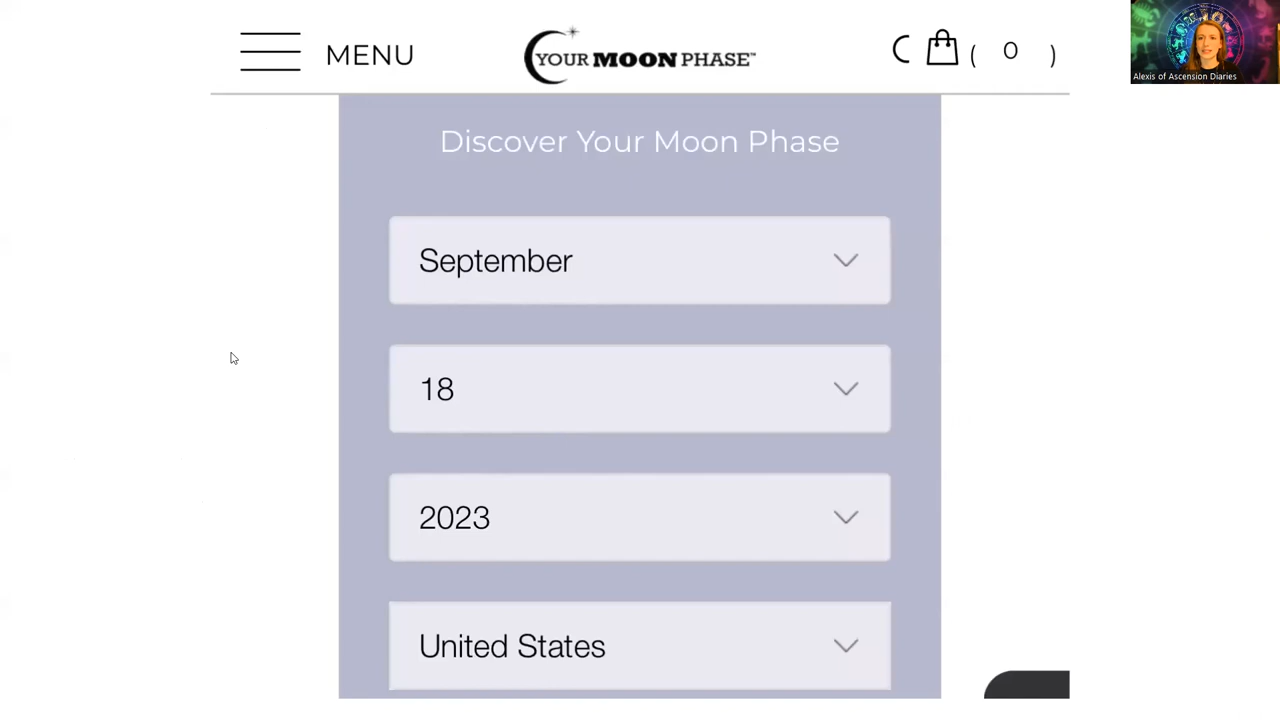 MENU
YOUR MOON PHASE™
( 0 )
Alexis of Ascension Diaries
Discover Your Moon Phase
September
18
2023
United States